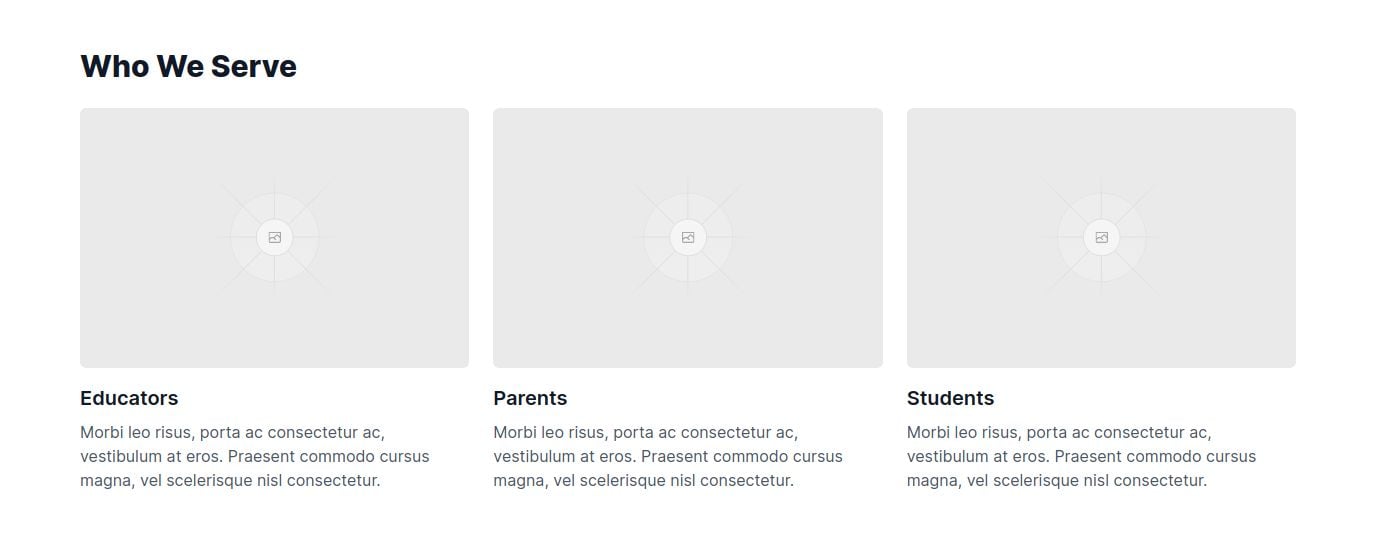 Who We Serve
Educators
Morbi leo risus, porta ac consectetur ac,
vestibulum at eros. Praesent commodo cursus
magna, vel scelerisque nisl consectetur.
Parents
Morbi leo risus, porta ac consectetur ac,
vestibulum at eros. Praesent commodo cursus
magna, vel scelerisque nisl consectetur.
Students
Morbi leo risus, porta ac consectetur ac,
vestibulum at eros. Praesent commodo cursus
magna, vel scelerisque nisl consectetur.